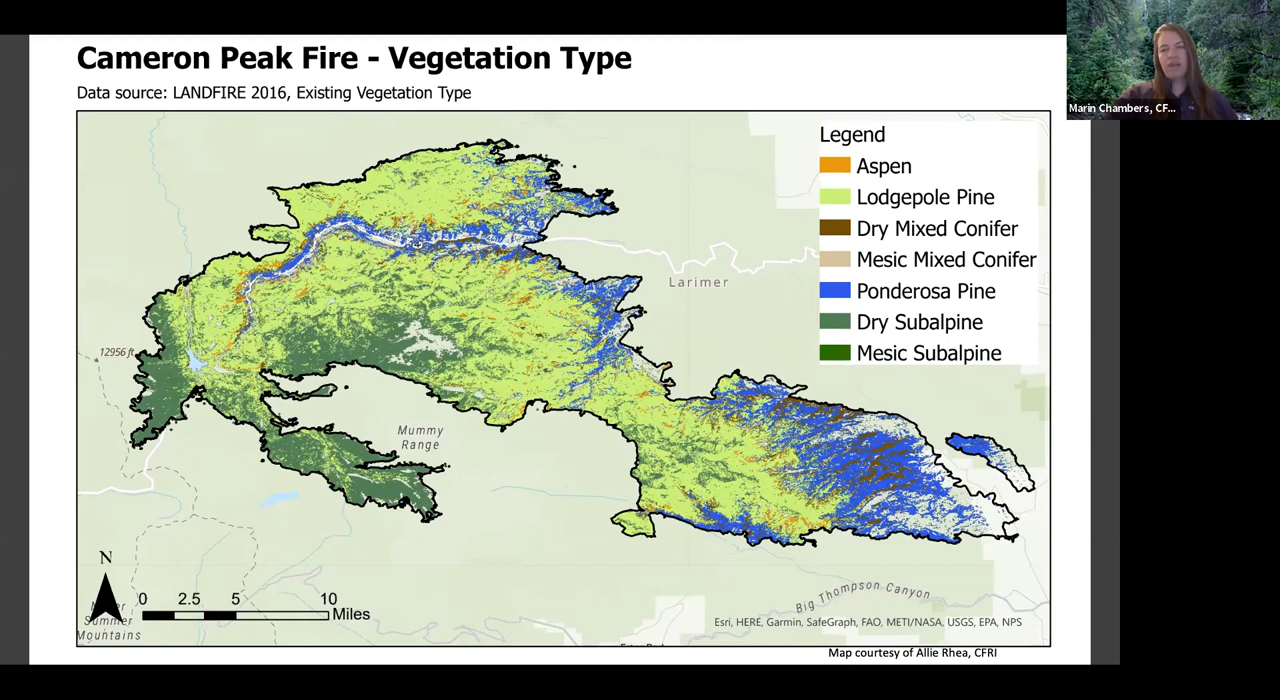 Cameron Peak Fire - Vegetation Type
Data source: LANDFIRE 2016, Existing Vegetation Type
Marin Chambers, CF...
Legend
Aspen
Lodgepole Pine
Dry Mixed Conifer
Mesic Mixed Conifer
Ponderosa Pine
Dry Subalpine
Mesic Subalpine
Larimer
12956 ft
Mummy
Range
N
0 2.5 5 10
Miles
Summer
Mountains
Big Thompson Canyon
Esri, HERE, Garmin, SafeGraph, FAO, METI/NASA, USGS, EPA, NPS
Map courtesy of Allie Rhea, CFRI